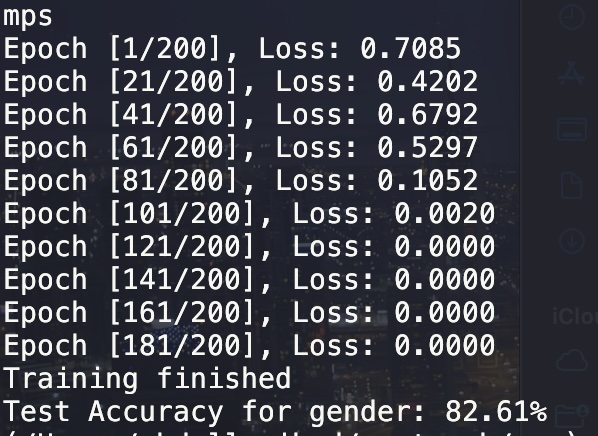 mps
Epoch [1/200], Loss: 0.7085
Epoch [21/200], Loss: 0.4202
Epoch [41/200], Loss: 0.6792
Epoch [61/200], Loss: 0.5297
Epoch [81/200], Loss: 0.1052
Epoch [101/200], Loss: 0.0020
Epoch [121/200], Loss: 0.0000
Epoch [141/200], Loss: 0.0000
Epoch [161/200], Loss: 0.0000
Epoch [181/200], Loss: 0.0000
Training finished
Test Accuracy for gender: 82.61%